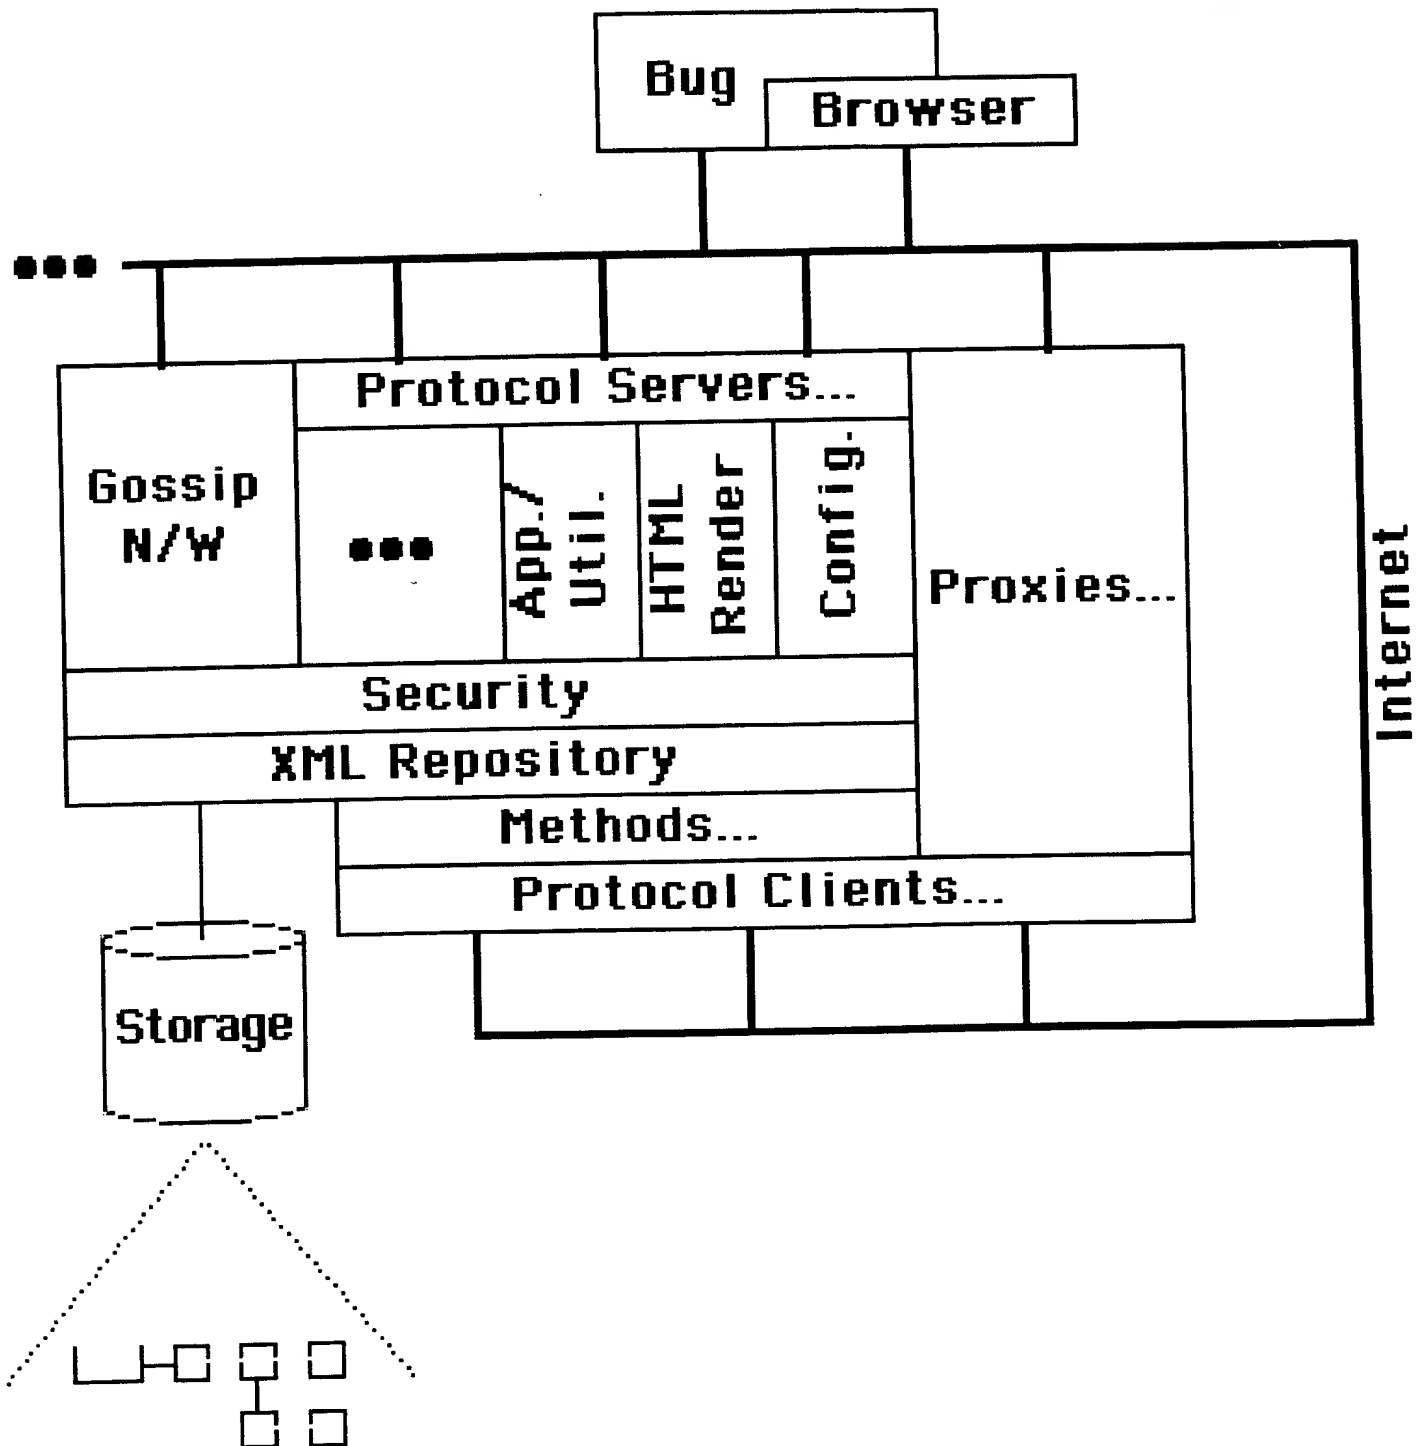 Bug
Browser
•••
Protocol Servers...
Gossip
N/W
•••
App./
Util.
HTML
Render
Config.
Proxies...
Internet
Security
XML Repository
Methods...
Protocol Clients...
Storage